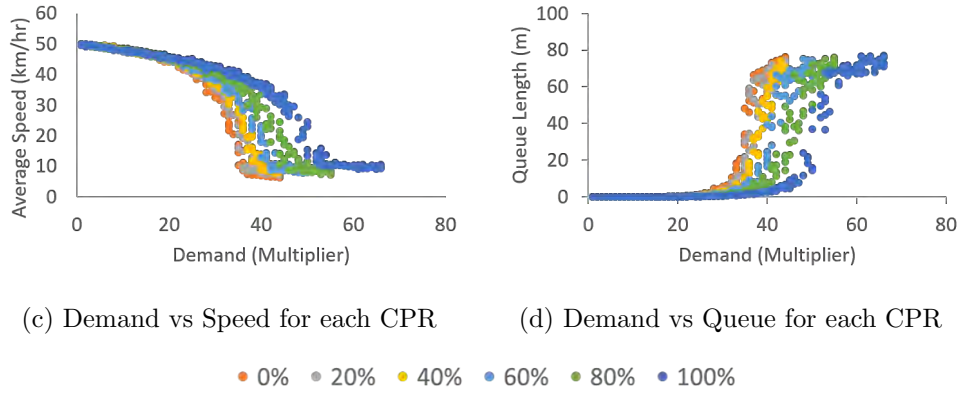 60
50
40
30
20
10
0
Average Speed (km/hr)
0 20 40 60 80
Demand (Multiplier)
100
80
60
40
20
0
Queue Length (m)
0 20 40 60 80
Demand (Multiplier)
(c) Demand vs Speed for each CPR
(d) Demand vs Queue for each CPR
0% 20% 40% 60% 80% 100%